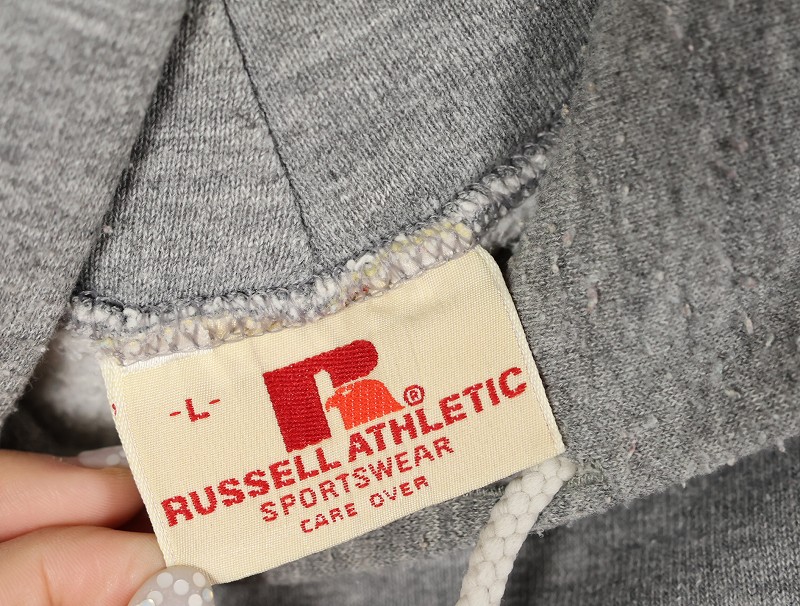 -L-
R®
RUSSELL ATHLETIC
SPORTSWEAR
CARE OVER